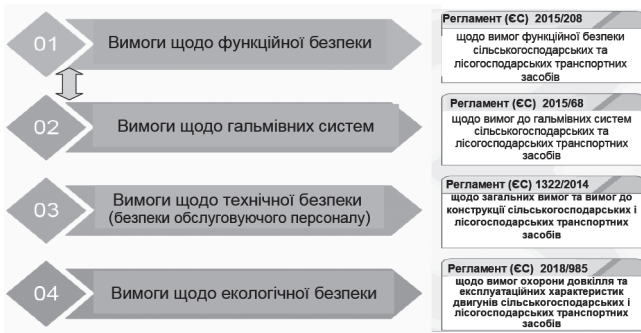 01
Вимоги щодо функційної безпеки
Регламент (ЄС) 2015/208
щодо вимог функційної безпеки
сільськогосподарських та
лісогосподарських транспортних
засобів
02
Вимоги щодо гальмівних систем
Регламент (ЄС) 2015/68
щодо вимог до гальмівних систем
сільськогосподарських та
лісогосподарських транспортних
засобів
03
Вимоги щодо технічної безпеки
(безпеки обслуговуючого персоналу)
Регламент (ЄС) 1322/2014
щодо загальних вимог та вимог до
конструкції сільськогосподарських і
лісогосподарських транспортних
засобів
04
Вимоги щодо екологічної безпеки
Регламент (ЄС) 2018/985
щодо вимог охорони довкілля та
експлуатаційних характеристик
двигунів сільськогосподарських і
лісогосподарських транспортних
засобів